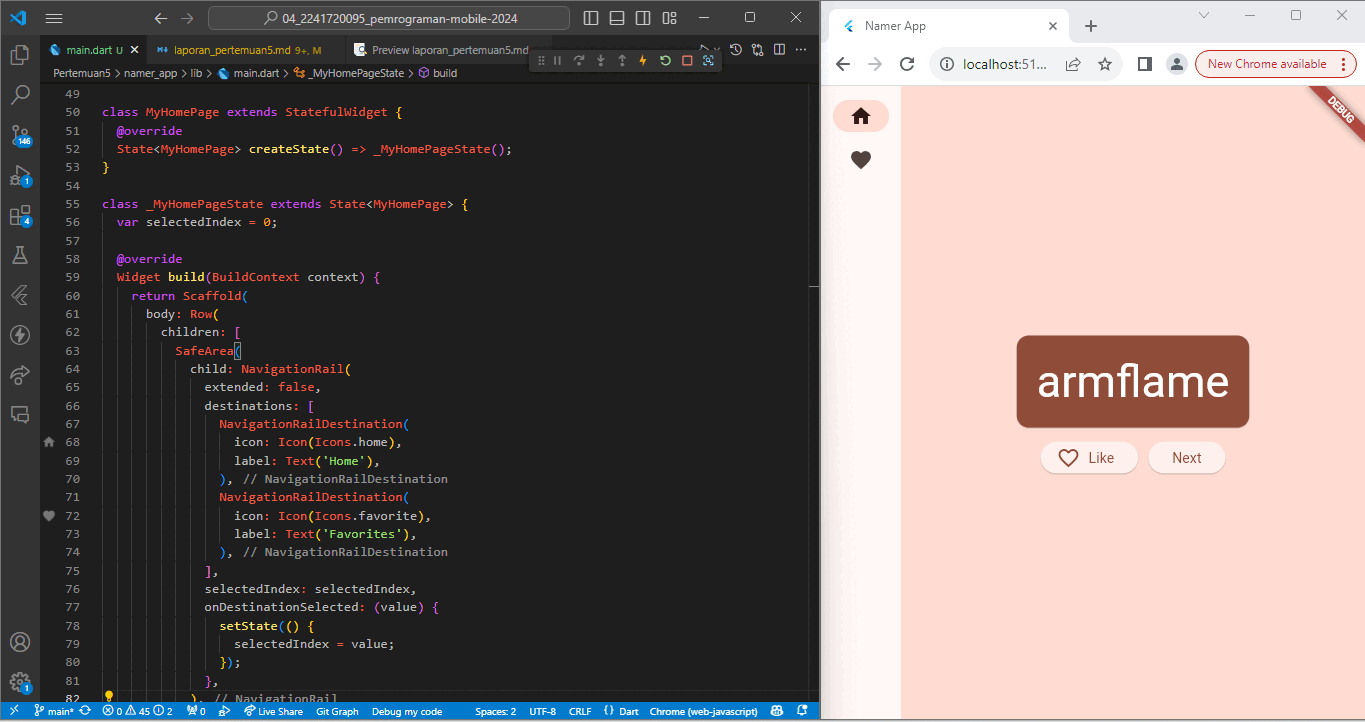 04_2241720095_pemrograman-mobile-2024
main.dart U
laporan_pertemuan5.md 9+, M
Preview laporan_pertemuan5.md
Pertemuan5 > namer_app > lib > main.dart > _MyHomePageState > build
49
50 class MyHomePage extends StatefulWidget {
51 @override
52 State<MyHomePage> createState() => _MyHomePageState();
53 }
54
55 class _MyHomePageState extends State<MyHomePage> {
56 var selectedIndex = 0;
57
58 @override
59 Widget build(BuildContext context) {
60 return Scaffold(
61 body: Row(
62 children: [
63 SafeArea(
64 child: NavigationRail(
65 extended: false,
66 destinations: [
67 NavigationRailDestination(
68 icon: Icon(Icons.home),
69 label: Text('Home'),
70 ), // NavigationRailDestination
71 NavigationRailDestination(
72 icon: Icon(Icons.favorite),
73 label: Text('Favorites'),
74 ), // NavigationRailDestination
75 ],
76 selectedIndex: selectedIndex,
77 onDestinationSelected: (value) {
78 setState(() {
79 selectedIndex = value;
80 });
81 },
82 ), // NavigationRail
146
1
4
1
main* 0 45 2 0 Live Share Git Graph Debug my code Spaces: 2 UTF-8 CRLF {} Dart Chrome (web-javascript)
Namer App
localhost:51...
New Chrome available
DEBUG
armflame
Like
Next